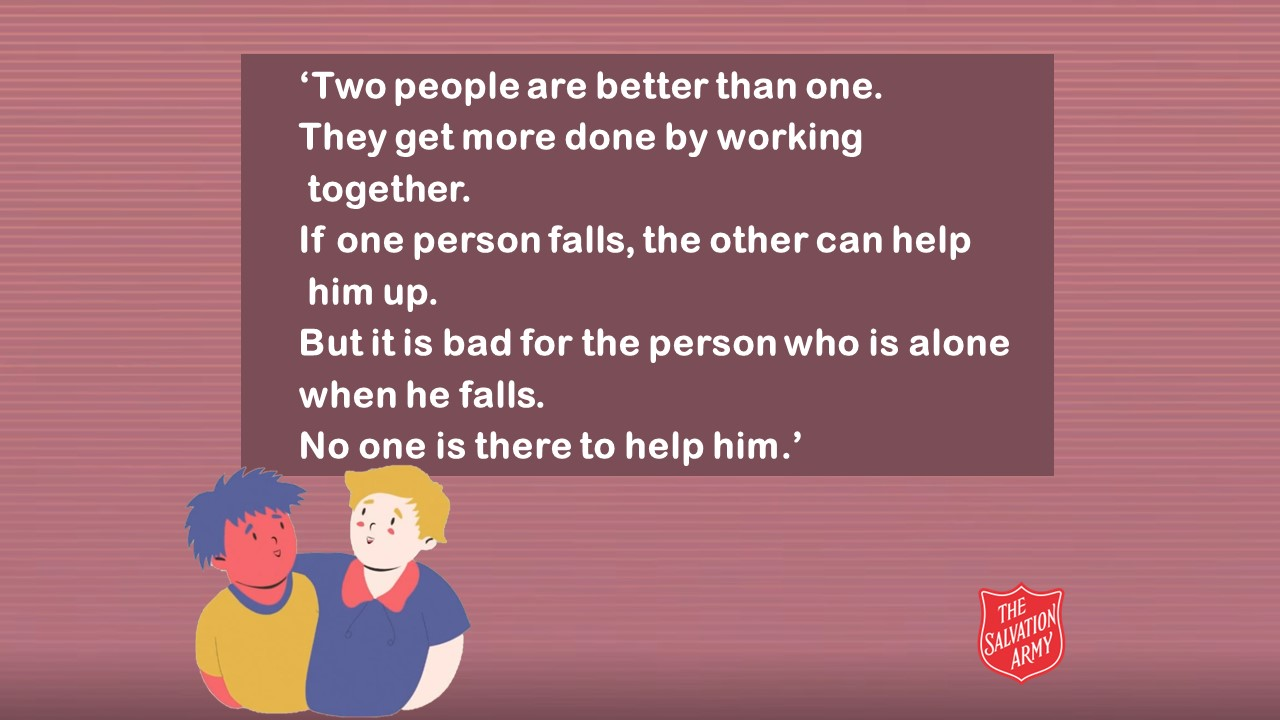 ‘Two people are better than one.
They get more done by working
together.
If one person falls, the other can help
him up.
But it is bad for the person who is alone
when he falls.
No one is there to help him.’
THE
SALVATION
ARMY